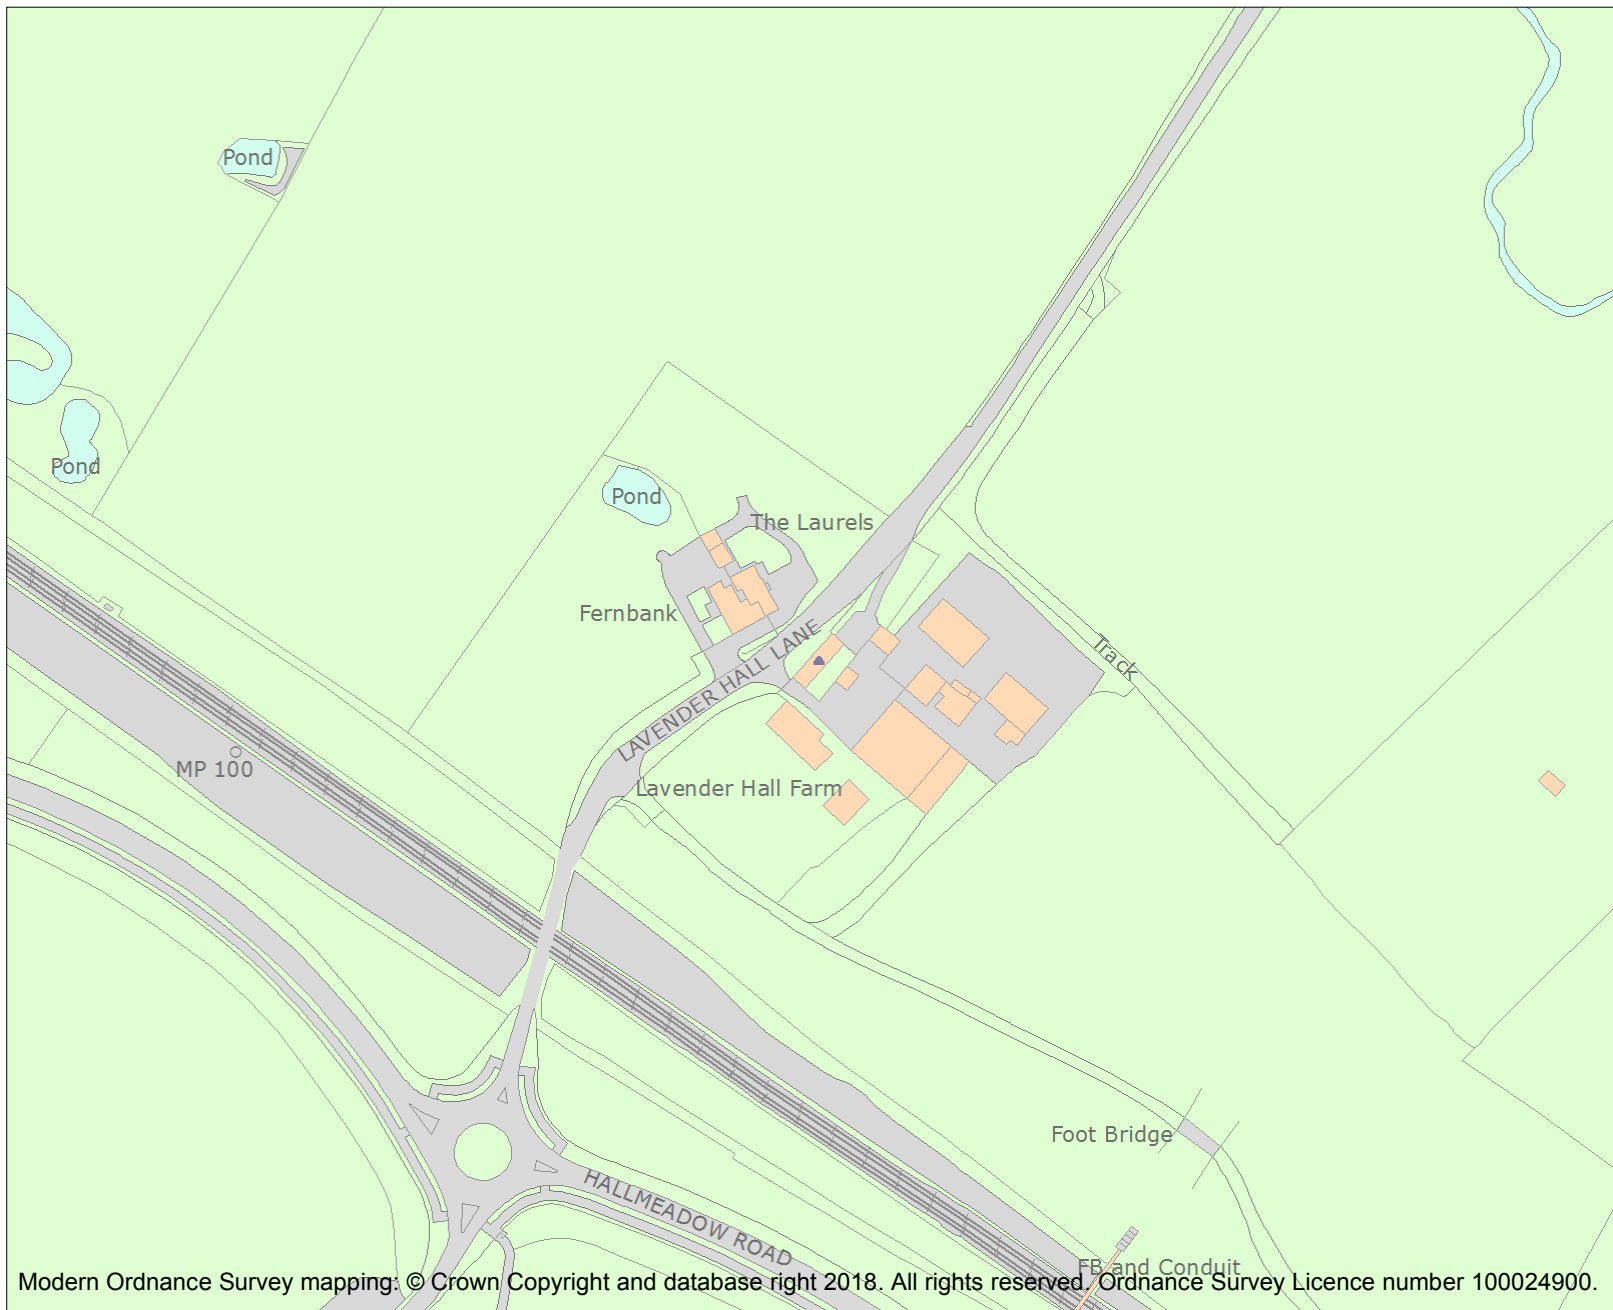 Pond
Pond
Pond
The Laurels
Fernbank
LAVENDER HALL LANE
Track
MP 100
Lavender Hall Farm
Foot Bridge
HALLMEADOW ROAD
FB and Conduit
Modern Ordnance Survey mapping: © Crown Copyright and database right 2018. All rights reserved. Ordnance Survey Licence number 100024900.